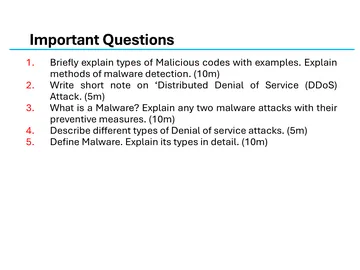 Important Questions
1. Briefly explain types of Malicious codes with examples. Explain
methods of malware detection. (10m)
2. Write short note on ‘Distributed Denial of Service (DDoS)
Attack. (5m)
3. What is a Malware? Explain any two malware attacks with their
preventive measures. (10m)
4. Describe different types of Denial of service attacks. (5m)
5. Define Malware. Explain its types in detail. (10m)